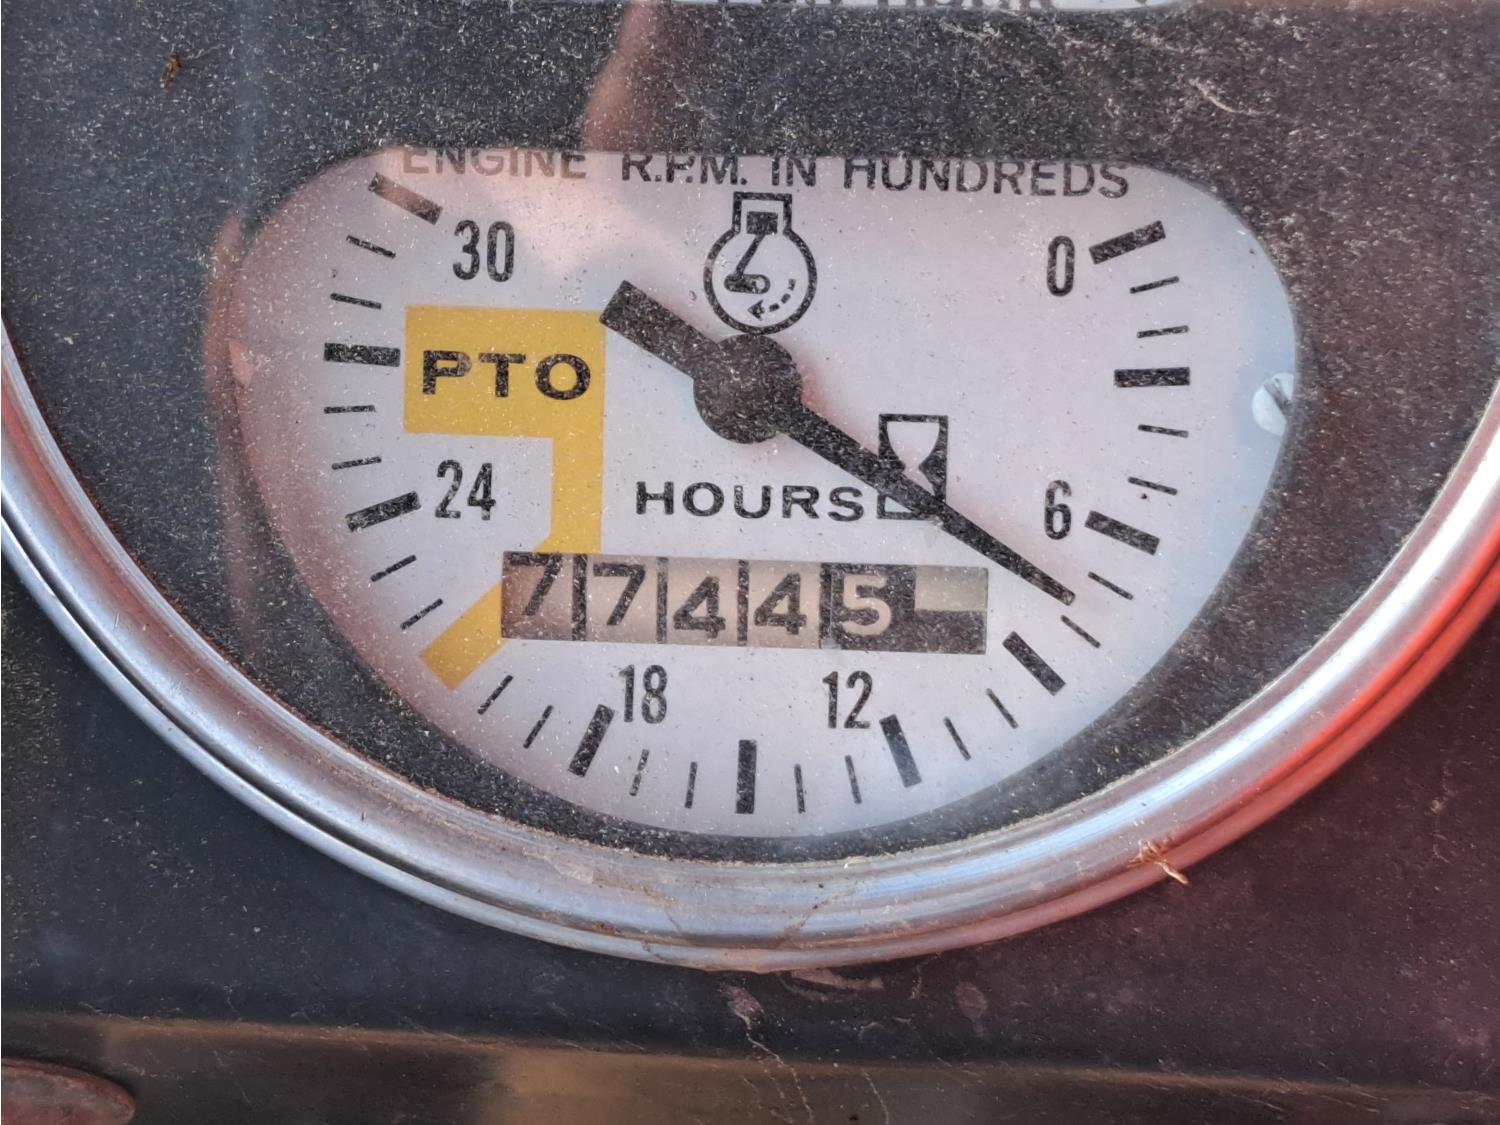 ENGINE R.P.M. IN HUNDREDS
30
0
PTO
24
HOURS
6
77445
18
12